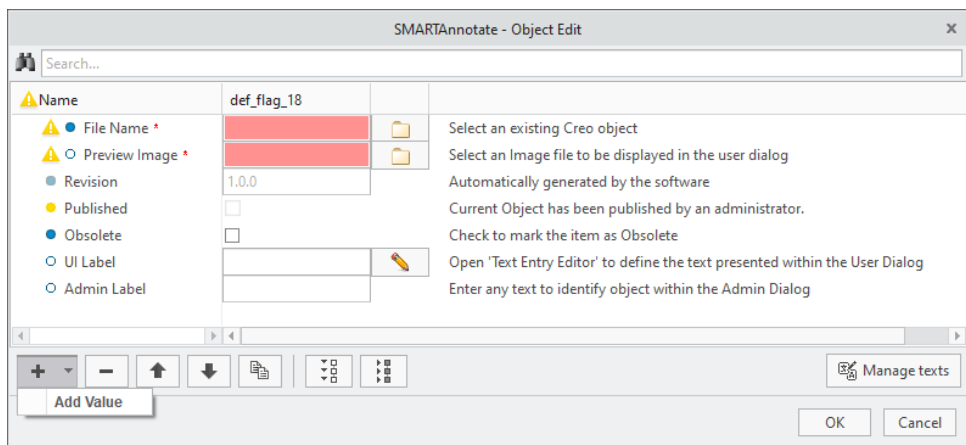 SMARTAnnotate - Object Edit x
Search...
Name def_flag_18
File Name * Select an existing Creo object
Preview Image * Select an Image file to be displayed in the user dialog
Revision 1.0.0 Automatically generated by the software
Published Current Object has been published by an administrator.
Obsolete Check to mark the item as Obsolete
UI Label Open 'Text Entry Editor' to define the text presented within the User Dialog
Admin Label Enter any text to identify object within the Admin Dialog
Manage texts
Add Value
OK Cancel